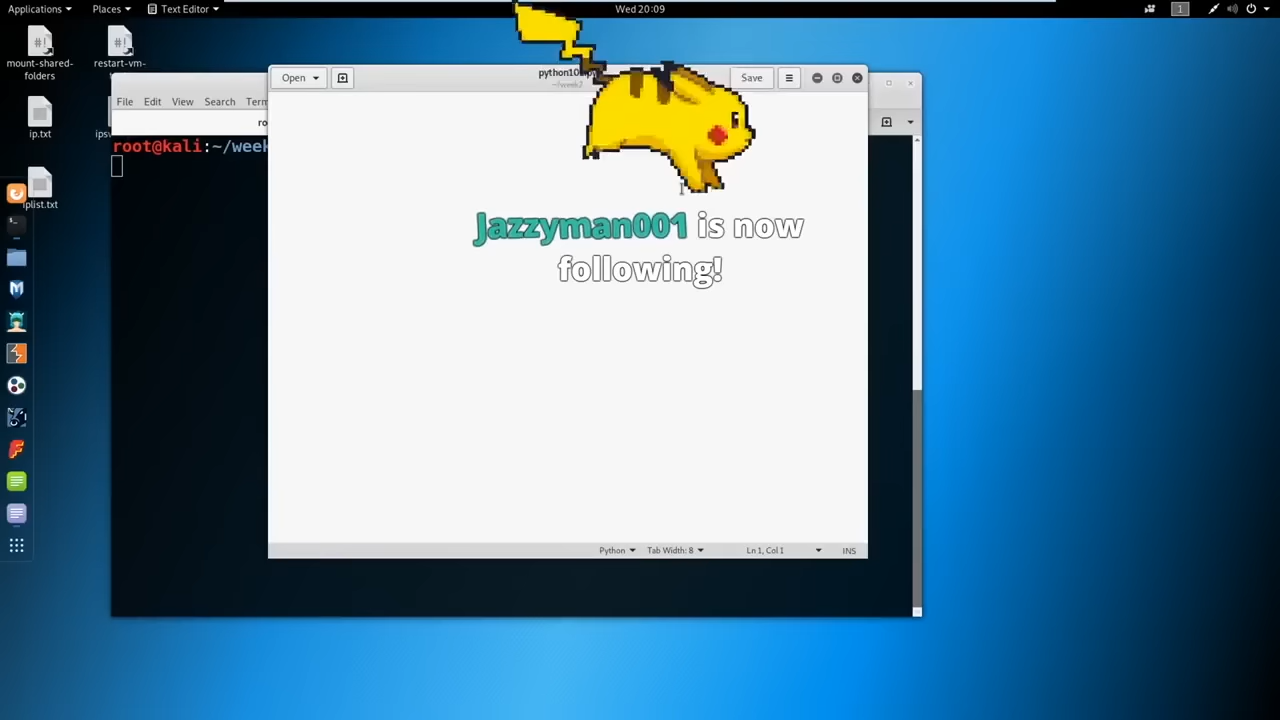 Applications Places Text Editor Wed 20:09 1
mount-shared-folders
restart-vm-
ip.txt
iplist.txt
File Edit View Search
root@kali:~/week
Open
Save
Jazzyman001 is now
following!
Python Tab Width: 8 Ln 1, Col 1 INS